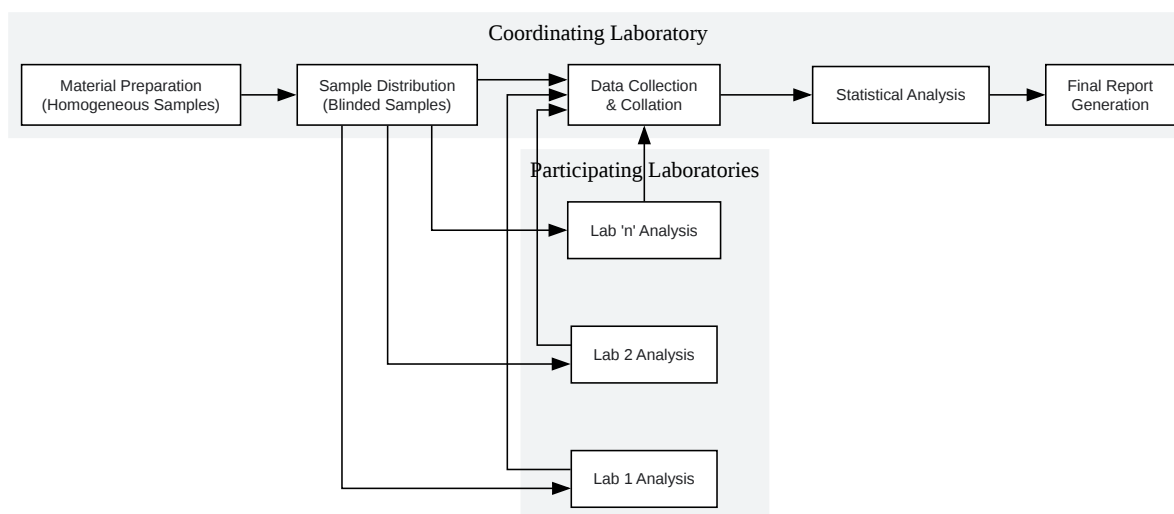 Coordinating Laboratory
Material Preparation
(Homogeneous Samples)
Sample Distribution
(Blinded Samples)
Data Collection
& Collation
Statistical Analysis
Final Report
Generation
Participating Laboratories
Lab 'n' Analysis
Lab 2 Analysis
Lab 1 Analysis